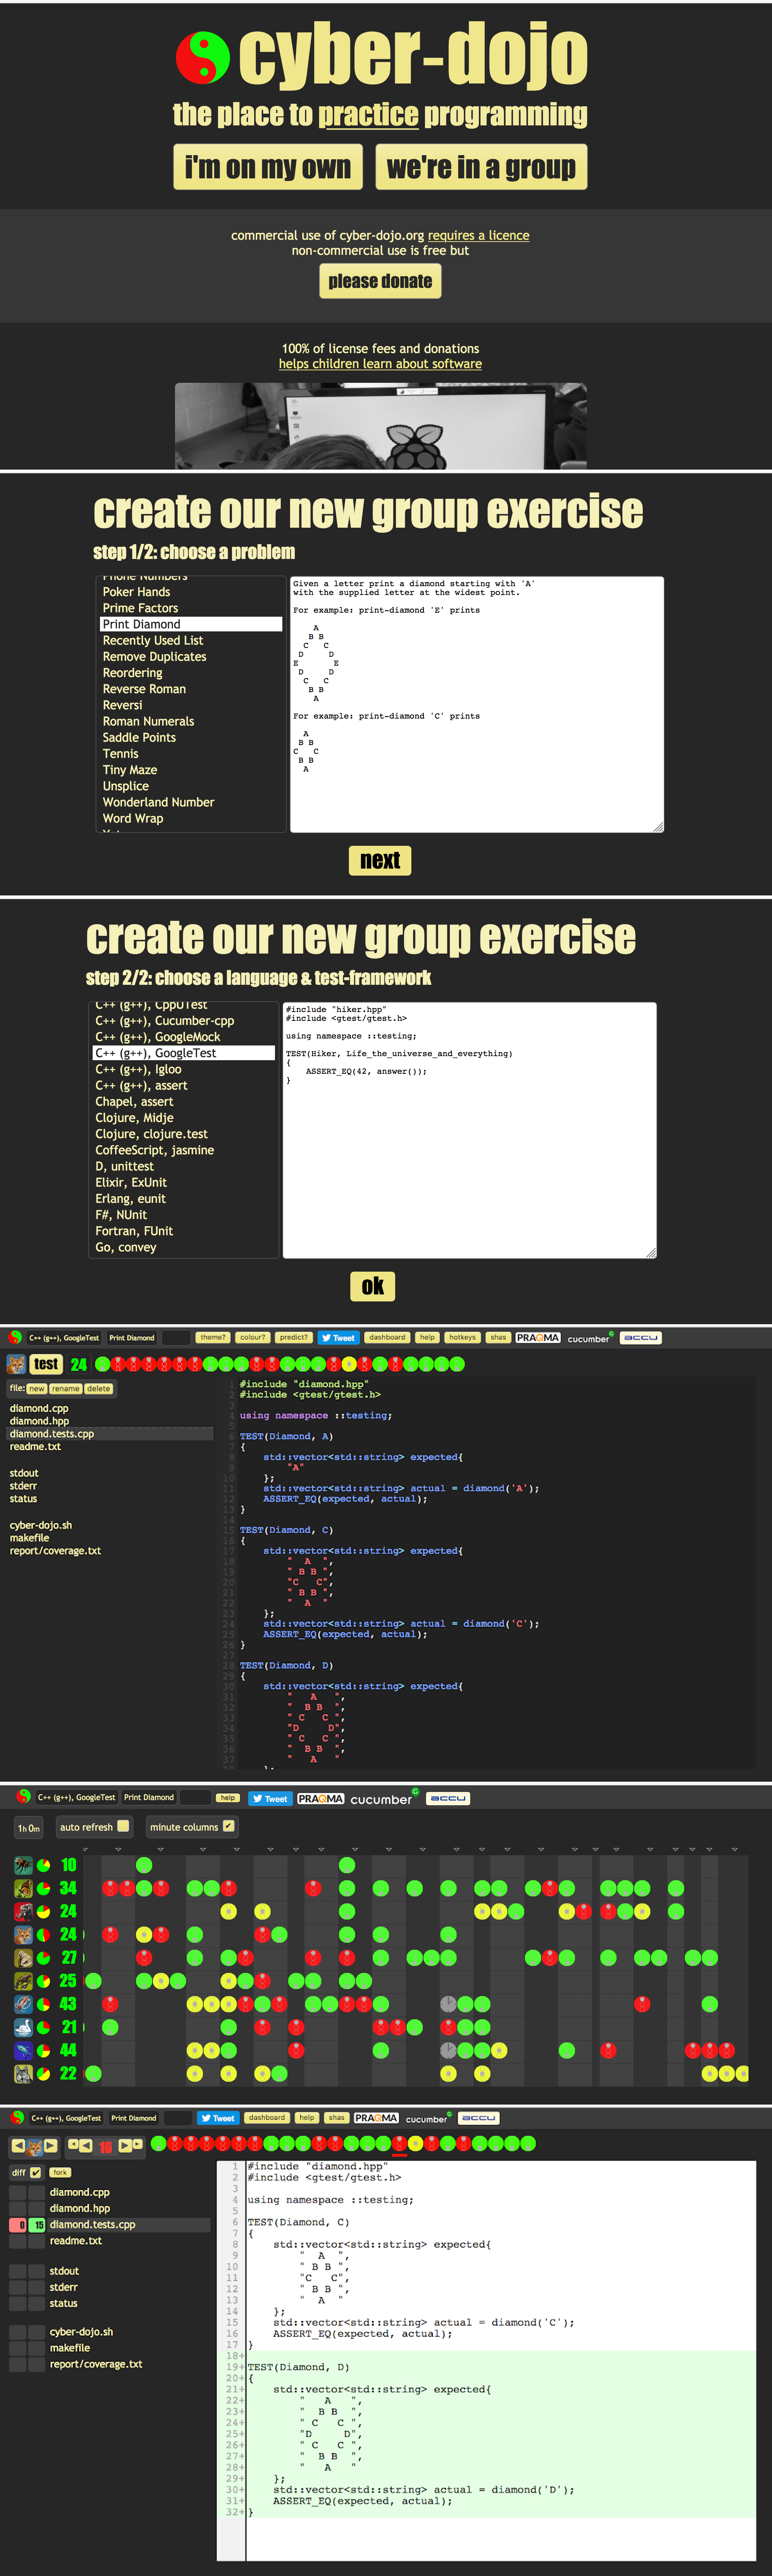 cyber-dojo
the place to practice programming
i'm on my own we're in a group
commercial use of cyber-dojo.org requires a licence
non-commercial use is free but
please donate
100% of license fees and donations
helps children learn about software
create our new group exercise
step 1/2: choose a problem
Phone Numbers
Poker Hands
Prime Factors
Print Diamond
Recently Used List
Remove Duplicates
Reordering
Reverse Roman
Reversi
Roman Numerals
Saddle Points
Tennis
Tiny Maze
Unsplice
Wonderland Number
Word Wrap
Given a letter print a diamond starting with 'A'
with the supplied letter at the widest point.
For example: print-diamond 'E' prints
    A
   B B
  C   C
 D     D
E       E
 D     D
  C   C
   B B
    A
For example: print-diamond 'C' prints
  A
 B B
C   C
 B B
  A
next
create our new group exercise
step 2/2: choose a language & test-framework
C++ (g++), CppUTest
C++ (g++), Cucumber-cpp
C++ (g++), GoogleMock
C++ (g++), GoogleTest
C++ (g++), Igloo
C++ (g++), assert
Chapel, assert
Clojure, Midje
Clojure, clojure.test
CoffeeScript, jasmine
D, unittest
Elixir, ExUnit
Erlang, eunit
F#, NUnit
Fortran, FUnit
Go, convey
#include "hiker.hpp"
#include <gtest/gtest.h>
using namespace ::testing;
TEST(Hiker, Life_the_universe_and_everything)
{
    ASSERT_EQ(42, answer());
}
ok
C++ (g++), GoogleTest Print Diamond theme? colour? predict? Tweet dashboard help hotkeys shas PRAQMA cucumber accu
test 24
file: new rename delete
diamond.cpp
diamond.hpp
diamond.tests.cpp
readme.txt
stdout
stderr
status
cyber-dojo.sh
makefile
report/coverage.txt
1 #include "diamond.hpp"
2 #include <gtest/gtest.h>
3
4 using namespace ::testing;
5
6 TEST(Diamond, A)
7 {
8     std::vector<std::string> expected{
9         "A"
10     };
11     std::vector<std::string> actual = diamond('A');
12     ASSERT_EQ(expected, actual);
13 }
14
15 TEST(Diamond, C)
16 {
17     std::vector<std::string> expected{
18         "  A  ",
19         " B B ",
20         "C   C",
21         " B B ",
22         "  A  "
23     };
24     std::vector<std::string> actual = diamond('C');
25     ASSERT_EQ(expected, actual);
26 }
27
28 TEST(Diamond, D)
29 {
30     std::vector<std::string> expected{
31         "   A   ",
32         "  B B  ",
33         " C   C ",
34         "D     D",
35         " C   C ",
36         "  B B  ",
37         "   A   "
C++ (g++), GoogleTest Print Diamond help Tweet PRAQMA cucumber accu
1h 0m auto refresh minute columns
10
34
24
24
27
25
43
21
44
22
C++ (g++), GoogleTest Print Diamond Tweet dashboard help shas PRAQMA cucumber accu
16
diff fork
diamond.cpp
diamond.hpp
0 15 diamond.tests.cpp
readme.txt
stdout
stderr
status
cyber-dojo.sh
makefile
report/coverage.txt
1 #include "diamond.hpp"
2 #include <gtest/gtest.h>
3
4 using namespace ::testing;
5
6 TEST(Diamond, C)
7 {
8     std::vector<std::string> expected{
9         "  A  ",
10         " B B ",
11         "C   C",
12         " B B ",
13         "  A  "
14     };
15     std::vector<std::string> actual = diamond('C');
16     ASSERT_EQ(expected, actual);
17 }
18+
19+ TEST(Diamond, D)
20+ {
21+     std::vector<std::string> expected{
22+         "   A   ",
23+         "  B B  ",
24+         " C   C ",
25+         "D     D",
26+         " C   C ",
27+         "  B B  ",
28+         "   A   "
29+     };
30+     std::vector<std::string> actual = diamond('D');
31+     ASSERT_EQ(expected, actual);
32+ }